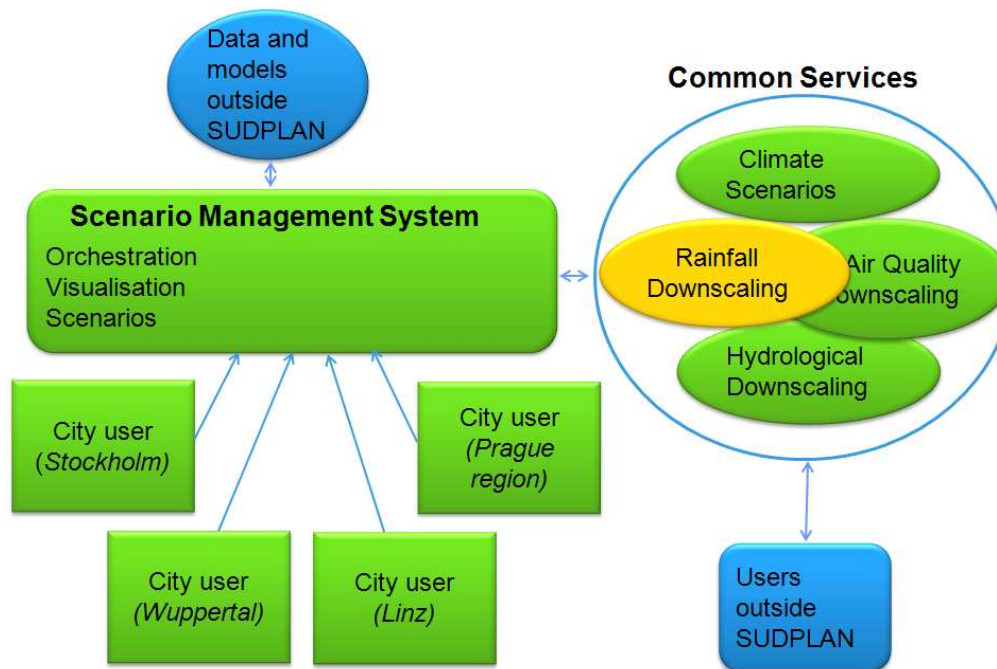 Data and
models
outside
SUDPLAN
Common Services
Climate
Scenarios
Scenario Management System
Orchestration
Visualisation
Scenarios
Rainfall
Downscaling
Air Quality
ownscaling
Hydrological
Downscaling
City user
(Stockholm)
City user
(Prague
region)
City user
(Wuppertal)
City user
(Linz)
Users
outside
SUDPLAN